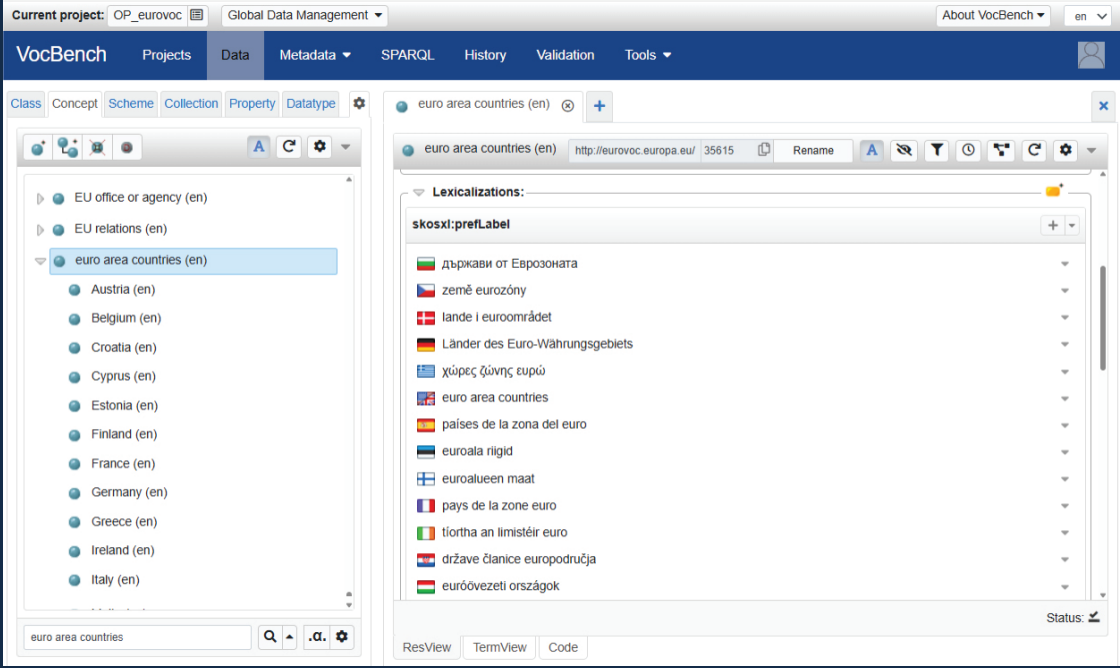 Current project: OP_eurovoc Global Data Management About VocBench en
VocBench Projects Data Metadata SPARQL History Validation Tools
Class Concept Scheme Collection Property Datatype
EU office or agency (en)
EU relations (en)
euro area countries (en)
Austria (en)
Belgium (en)
Croatia (en)
Cyprus (en)
Estonia (en)
Finland (en)
France (en)
Germany (en)
Greece (en)
Ireland (en)
Italy (en)
euro area countries
.α.
euro area countries (en) +
euro area countries (en) http://eurovoc.europa.eu/ 35615 Rename A
Lexicalizations:
skosxl:prefLabel
държави от Еврозоната
země eurozóny
lande i euroområdet
Länder des Euro-Währungsgebiets
χώρες ζώνης ευρώ
euro area countries
países de la zona del euro
euroala riigid
euroalueen maat
pays de la zone euro
tíortha an limistéir euro
države članice europodručja
euróövezeti országok
Status:
ResView TermView Code